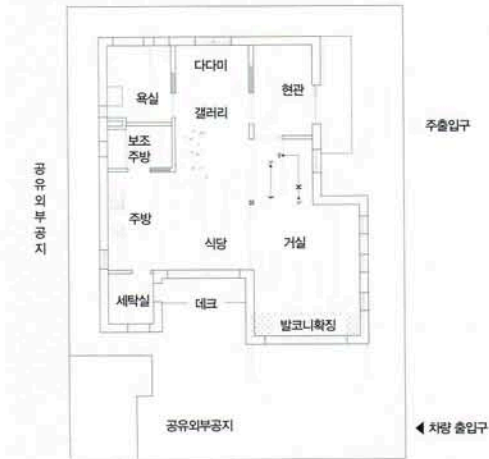 다다미
욕실
현관
갤러리
주출입구
보조
주방
공유외부공지
주방
식당
거실
세탁실
데크
발코니확장
공유외부공지
◀ 차량 출입구